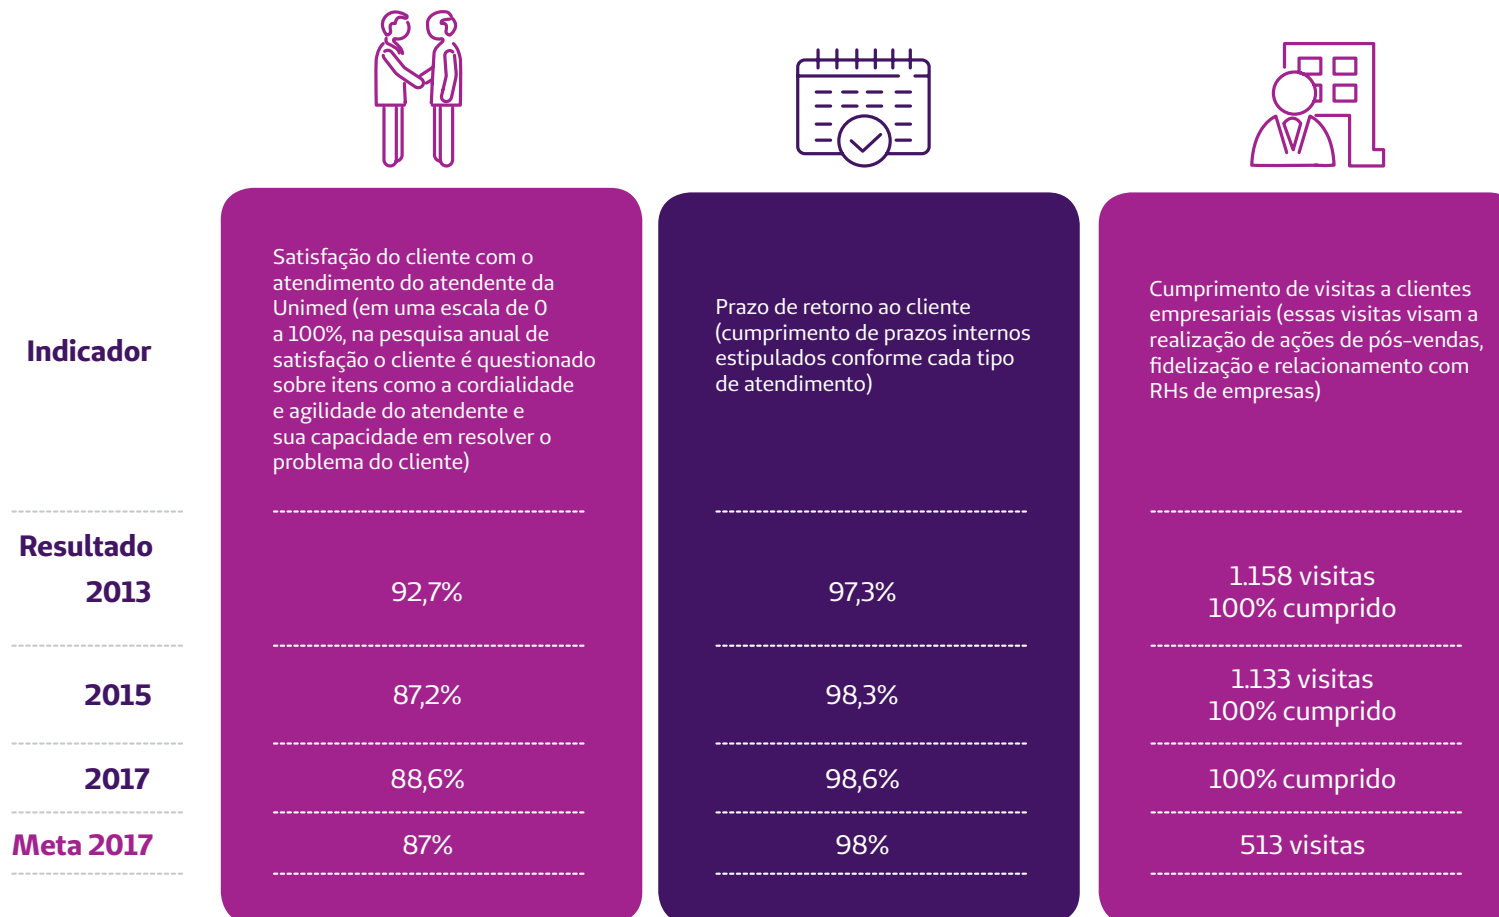 Indicador
Satisfação do cliente com o
atendimento do atendente da
Unimed (em uma escala de 0
a 100%, na pesquisa anual de
satisfação o cliente é questionado
sobre itens como a cordialidade
e agilidade do atendente e
sua capacidade em resolver o
problema do cliente)
Prazo de retorno ao cliente
(cumprimento de prazos internos
estipulados conforme cada tipo
de atendimento)
Cumprimento de visitas a clientes
empresariais (essas visitas visam a
realização de ações de pós-vendas,
fidelização e relacionamento com
RHs de empresas)
Resultado
2013
92,7%
97,3%
1.158 visitas
100% cumprido
2015
87,2%
98,3%
1.133 visitas
100% cumprido
2017
88,6%
98,6%
100% cumprido
Meta 2017
87%
98%
513 visitas